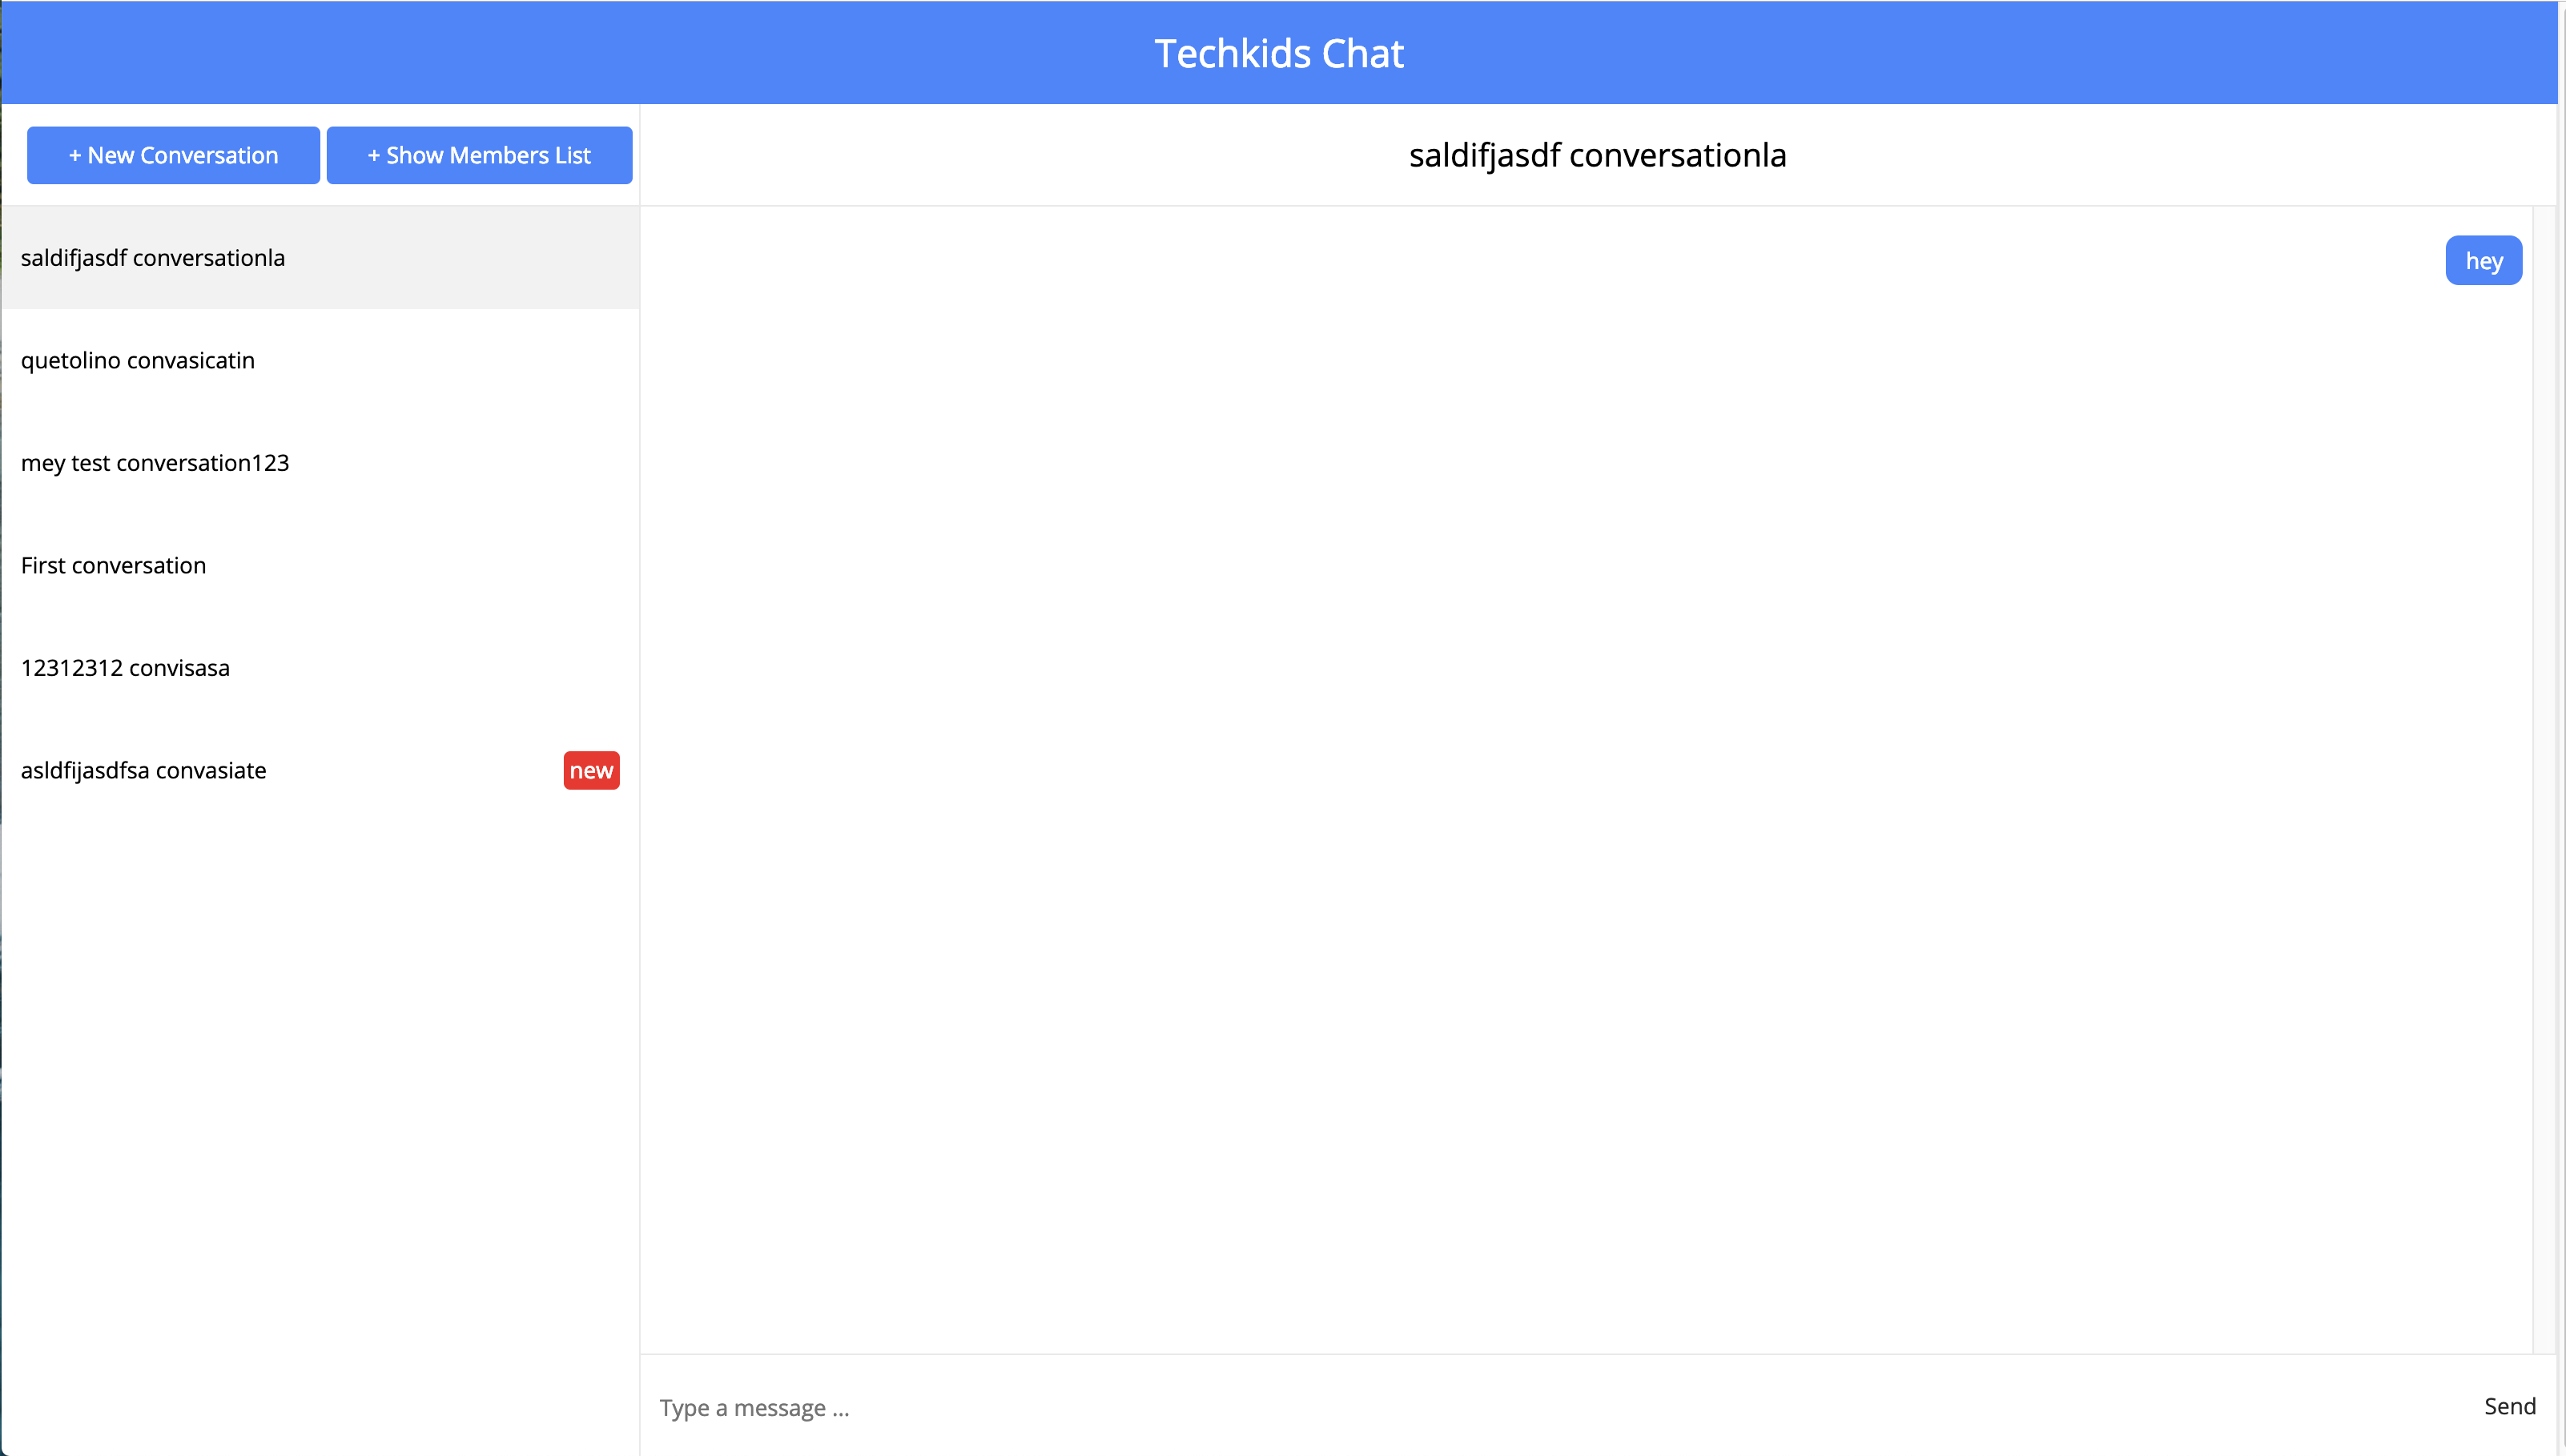 Techkids Chat
+ New Conversation
+ Show Members List
saldifjasdf conversationla
saldifjasdf conversationla
hey
quetolino convasicatin
mey test conversation123
First conversation
12312312 convisasa
asldfijasdfsa convasiate
new
Type a message ...
Send